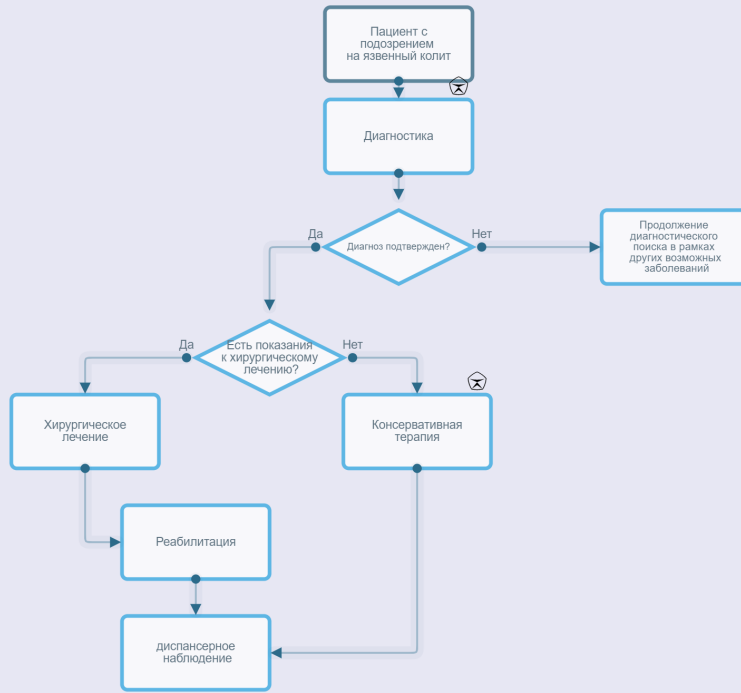 Пациент с
подозрением
на язвенный колит
Диагностика
Да
Диагноз подтвержден?
Нет
Продолжение
диагностического
поиска в рамках
других возможных
заболеваний
Да
Есть показания
к хирургическому
лечению?
Нет
Хирургическое
лечение
Консервативная
терапия
Реабилитация
диспансерное
наблюдение